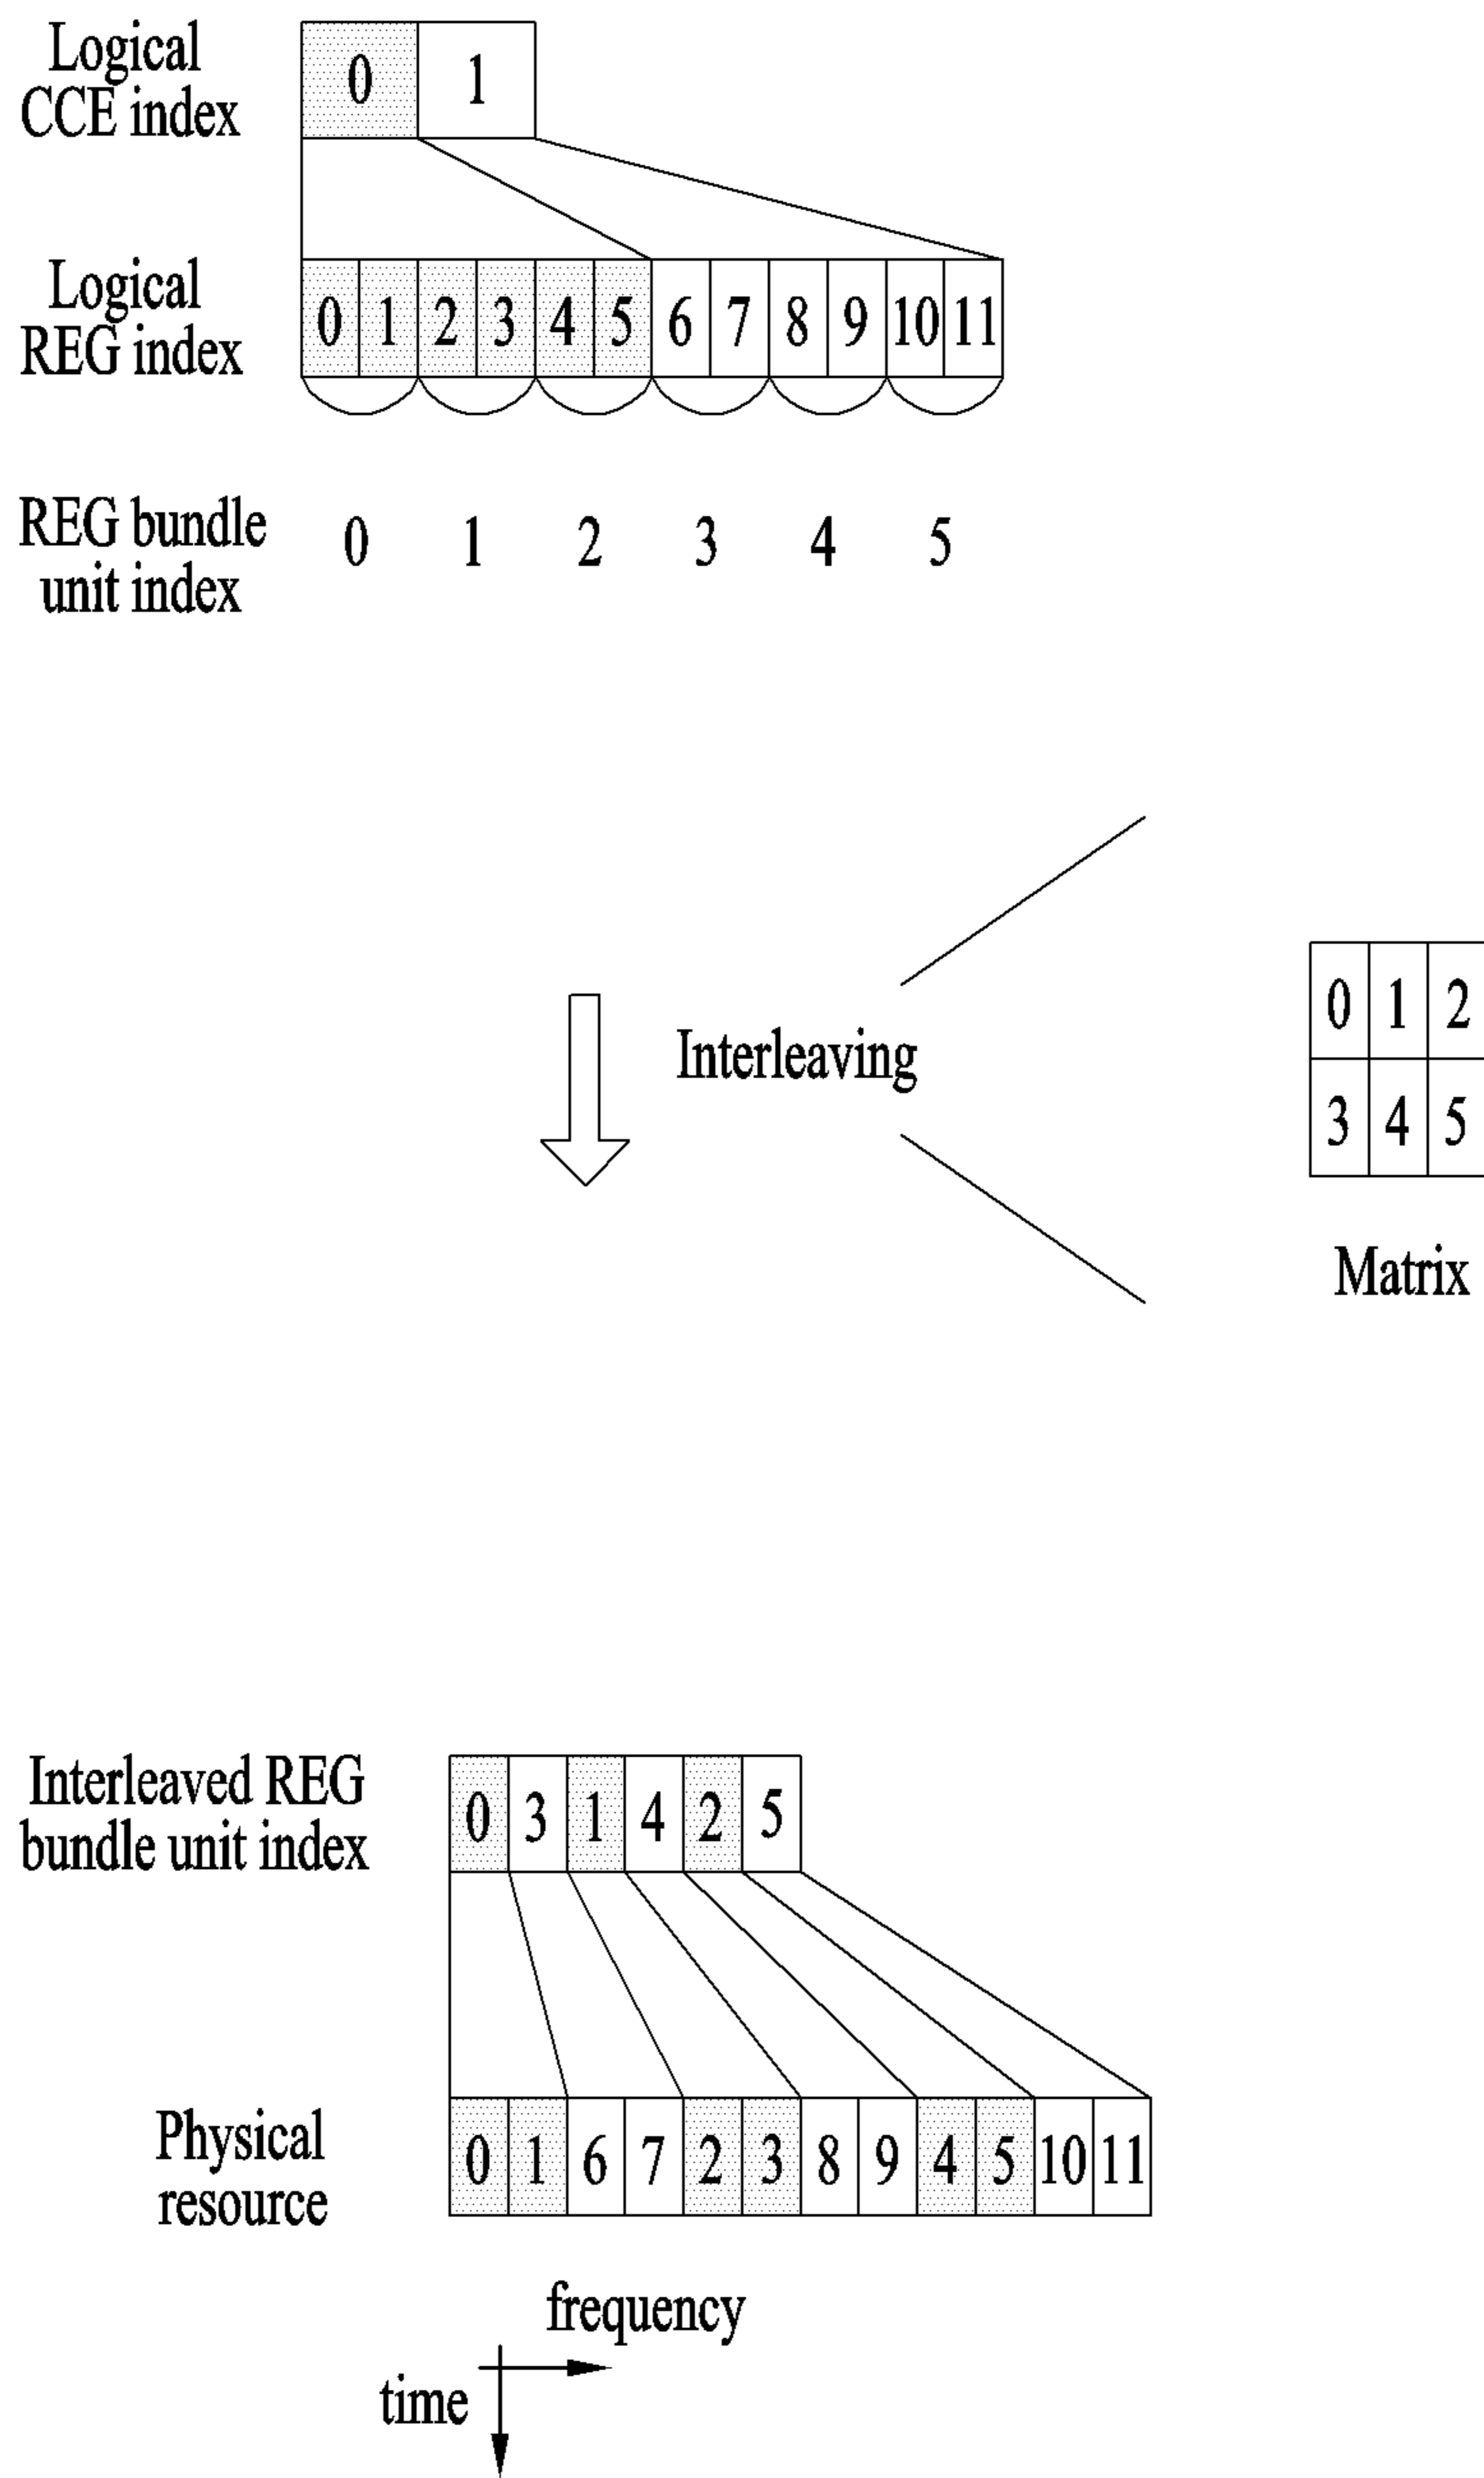 Logical
CCE index
0 1
Logical
REG index
0 1 2 3 4 5 6 7 8 9 10 11
REG bundle
unit index
0 1 2 3 4 5
Interleaving
0 1 2
3 4 5
Matrix
Interleaved REG
bundle unit index
0 3 1 4 2 5
Physical
resource
0 1 6 7 2 3 8 9 4 5 10 11
frequency
time